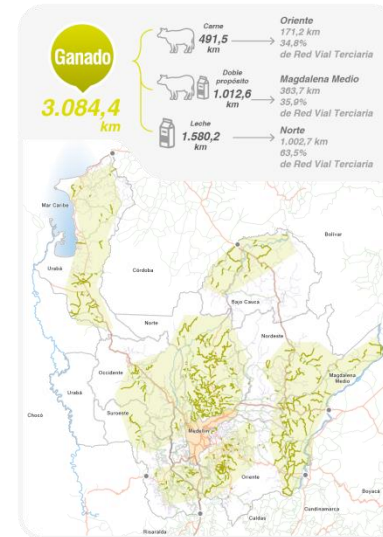 Ganado
3.084,4
km
Carne
491,5
km
Oriente
171,2 km
34,8%
de Red Vial Terciaria
Doble
propósito
1.012,6
km
Magdalena Medio
363,7 km
35,9%
de Red Vial Terciaria
Leche
1.580,2
km
Norte
1.002,7 km
63,5%
de Red Vial Terciaria
Mar Caribe
Bolívar
Urabá
Córdoba
Bajo Cauca
Norte
Nordeste
Occidente
Magdalena
Medio
Urabá
Chocó
Suroeste
Medellín
Oriente
Boyacá
Caldas
Cundinamarca
Risaralda